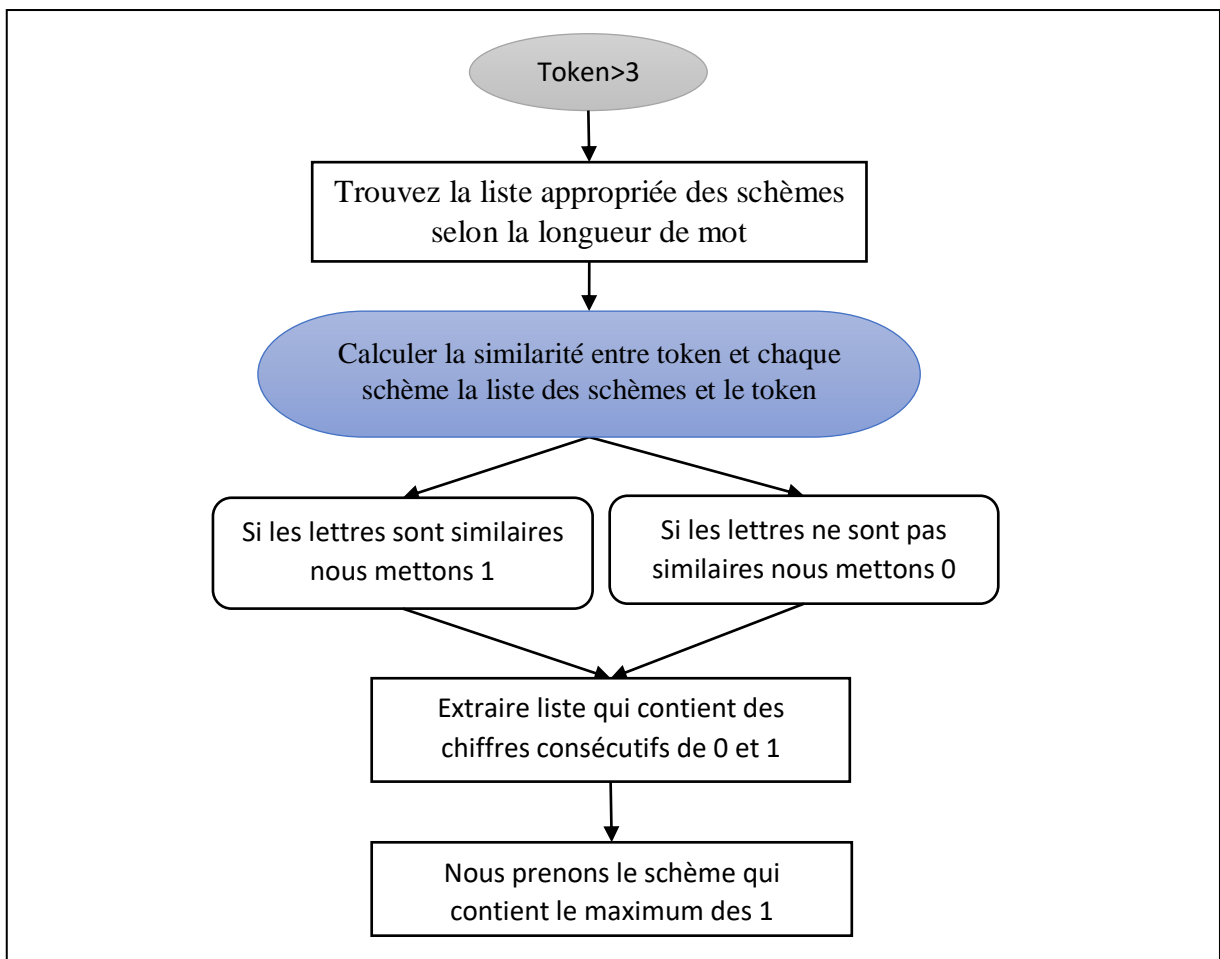 Token>3
Trouvez la liste appropriée des schèmes
selon la longueur de mot
Calculer la similarité entre token et chaque
schème la liste des schèmes et le token
Si les lettres sont similaires
nous mettons 1
Si les lettres ne sont pas
similaires nous mettons 0
Extraire liste qui contient des
chiffres consécutifs de 0 et 1
Nous prenons le schème qui
contient le maximum des 1